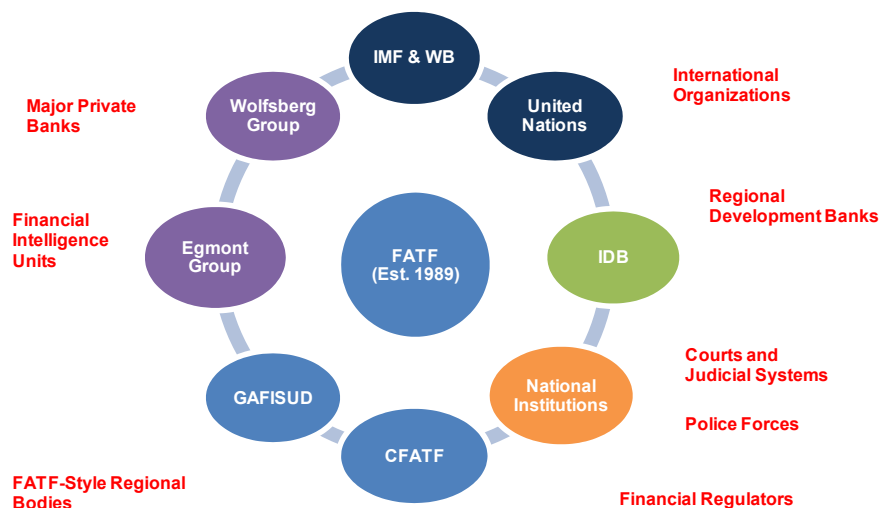 IMF & WB
International
Organizations
Major Private
Banks
Wolfsberg
Group
United
Nations
Regional
Development Banks
Financial
Intelligence
Units
Egmont
Group
FATF
(Est. 1989)
IDB
Courts and
Judicial Systems
GAFISUD
National
Institutions
Police Forces
CFATF
FATF-Style Regional
Bodies
Financial Regulators